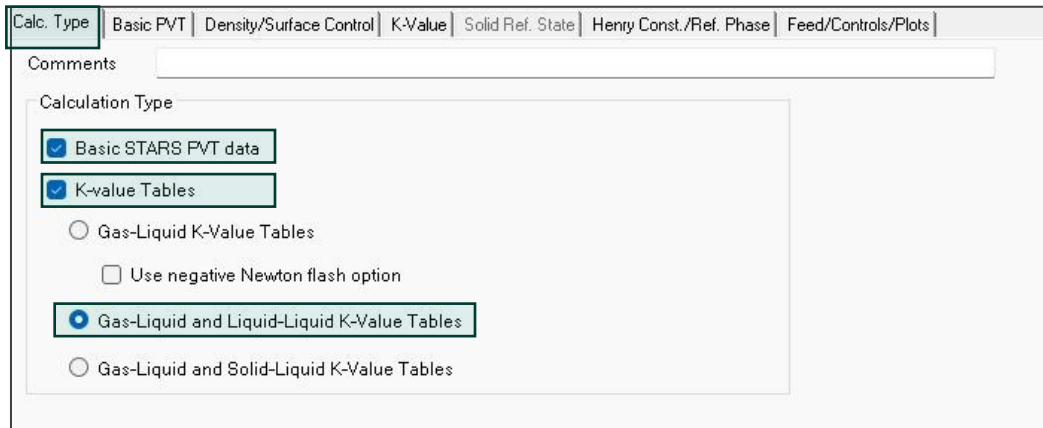 Calc. Type Basic PVT Density/Surface Control K-Value Solid Ref. State Henry Const./Ref. Phase Feed/Controls/Plots
Comments
Calculation Type
Basic STARS PVT data
K-value Tables
Gas-Liquid K-Value Tables
Use negative Newton flash option
Gas-Liquid and Liquid-Liquid K-Value Tables
Gas-Liquid and Solid-Liquid K-Value Tables